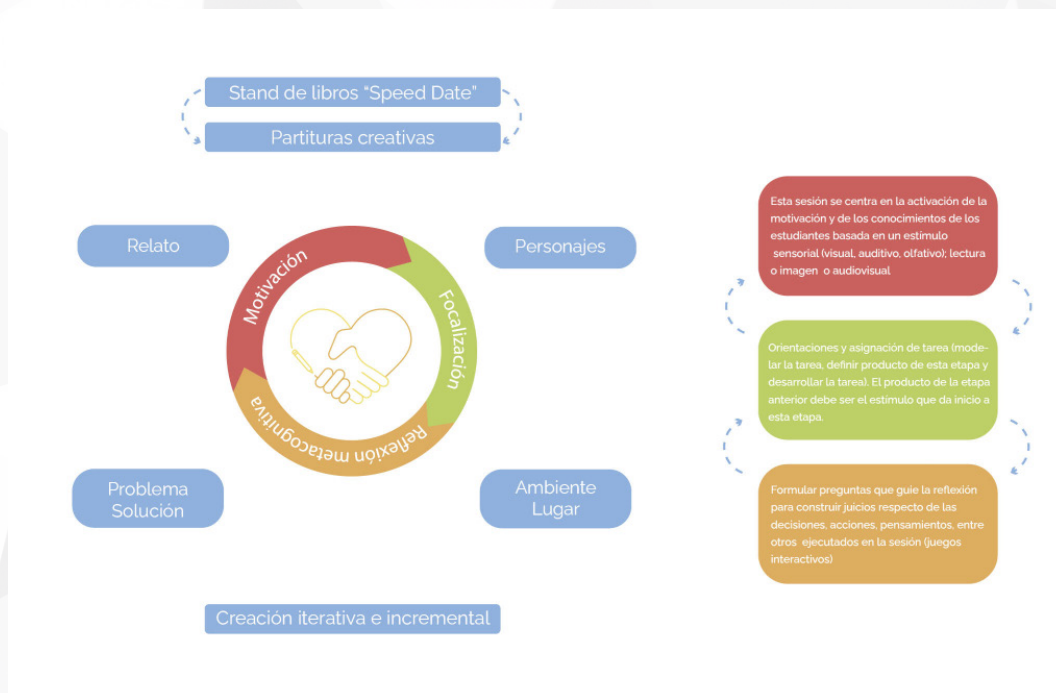 Stand de libros “Speed Date”
Partituras creativas
Relato
Personajes
Motivación
Focalización
Reflexión metacognitiva
Problema
Solución
Ambiente
Lugar
Creación iterativa e incremental
Esta sesión se centra en la activación de la
motivación y de los conocimientos de los
estudiantes basada en un estímulo
sensorial (visual, auditivo, olfativo); lectura
o imagen o audiovisual
Orientaciones y asignación de tarea (mode-
lar la tarea, definir producto de esta etapa y
desarrollar la tarea). El producto de la etapa
anterior debe ser el estímulo que da inicio a
esta etapa.
Formular preguntas que guie la reflexión
para construir juicios respecto de las
decisiones, acciones, pensamientos, entre
otros ejecutados en la sesión (juegos
interactivos)